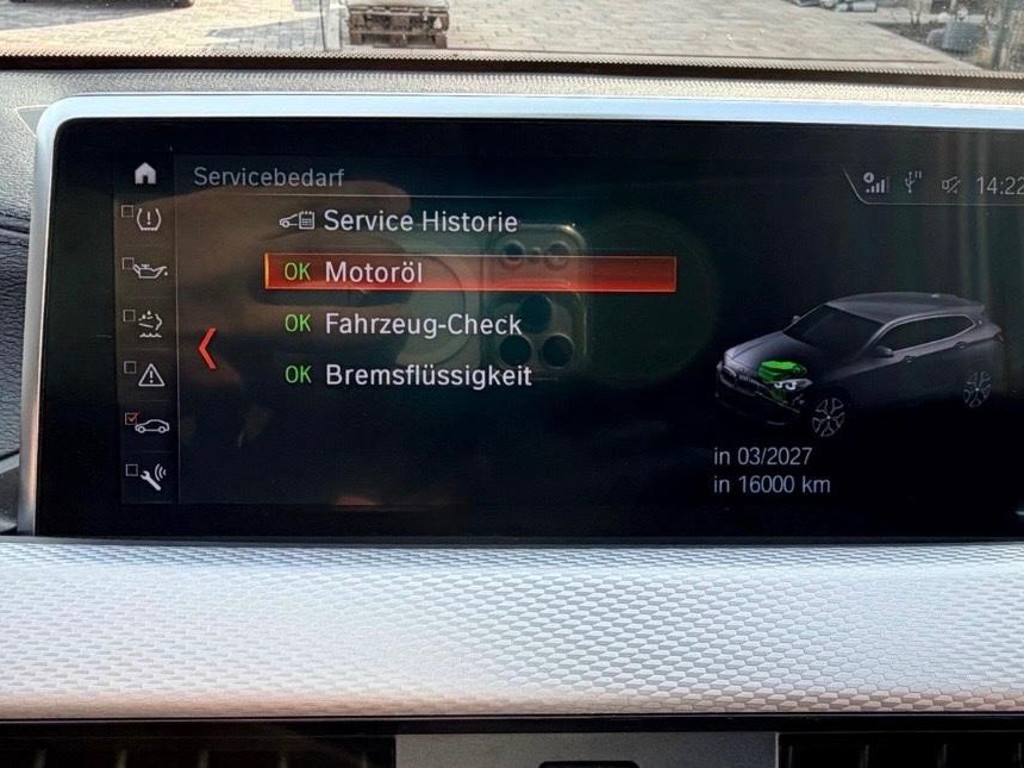 Servicebedarf
14:22
Service Historie
OK Motoröl
OK Fahrzeug-Check
OK Bremsflüssigkeit
in 03/2027
in 16000 km